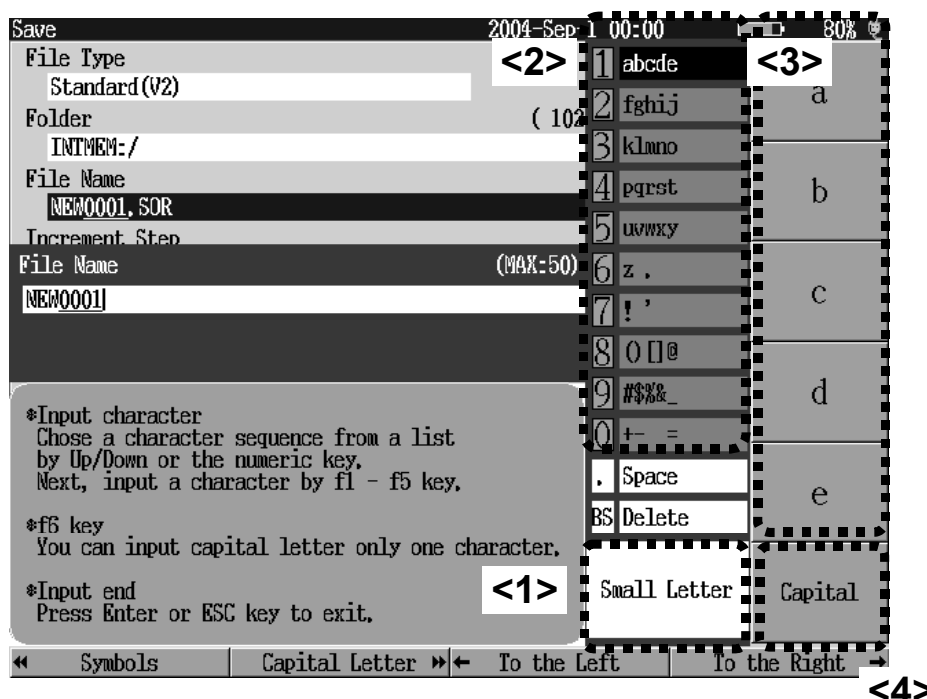 Save 2004-Sep-1 00:00 80%
File Type
Standard(V2)
Folder ( 102
INTMEM:/
File Name
NEW0001.SOR
Increment Step
File Name (MAX:50)
NEW0001
*Input character
Chose a character sequence from a list
by Up/Down or the numeric key.
Next, input a character by f1 - f5 key.
*f6 key
You can input capital letter only one character.
*Input end
Press Enter or ESC key to exit.
<2>
1 abcde
2 fghij
3 klmno
4 pqrst
5 uvwxy
6 z .
7 ! '
8 ()[]@
9 #$%&_
0 +- =
. Space
BS Delete
<1>
Small Letter
<3>
a
b
c
d
e
Capital
<4>
Symbols Capital Letter To the Left To the Right